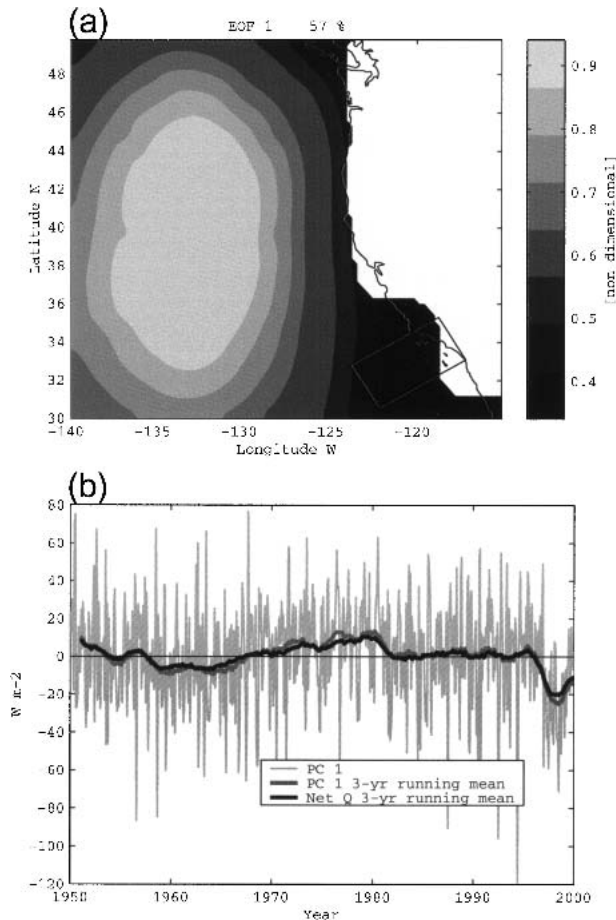 (a)
EOF 1 57 %
48
46
44
42
40
38
36
34
32
30
Latitude N
-140 -135 -130 -125 -120
Longitude W
0.9
0.8
0.7
0.6
0.5
0.4
[non dimensional]
(b)
80
60
40
20
0
-20
-40
-60
-80
-100
-120
W m-2
PC 1
PC 1 3-yr running mean
Net Q 3-yr running mean
1950 1960 1970 1980 1990 2000
Year